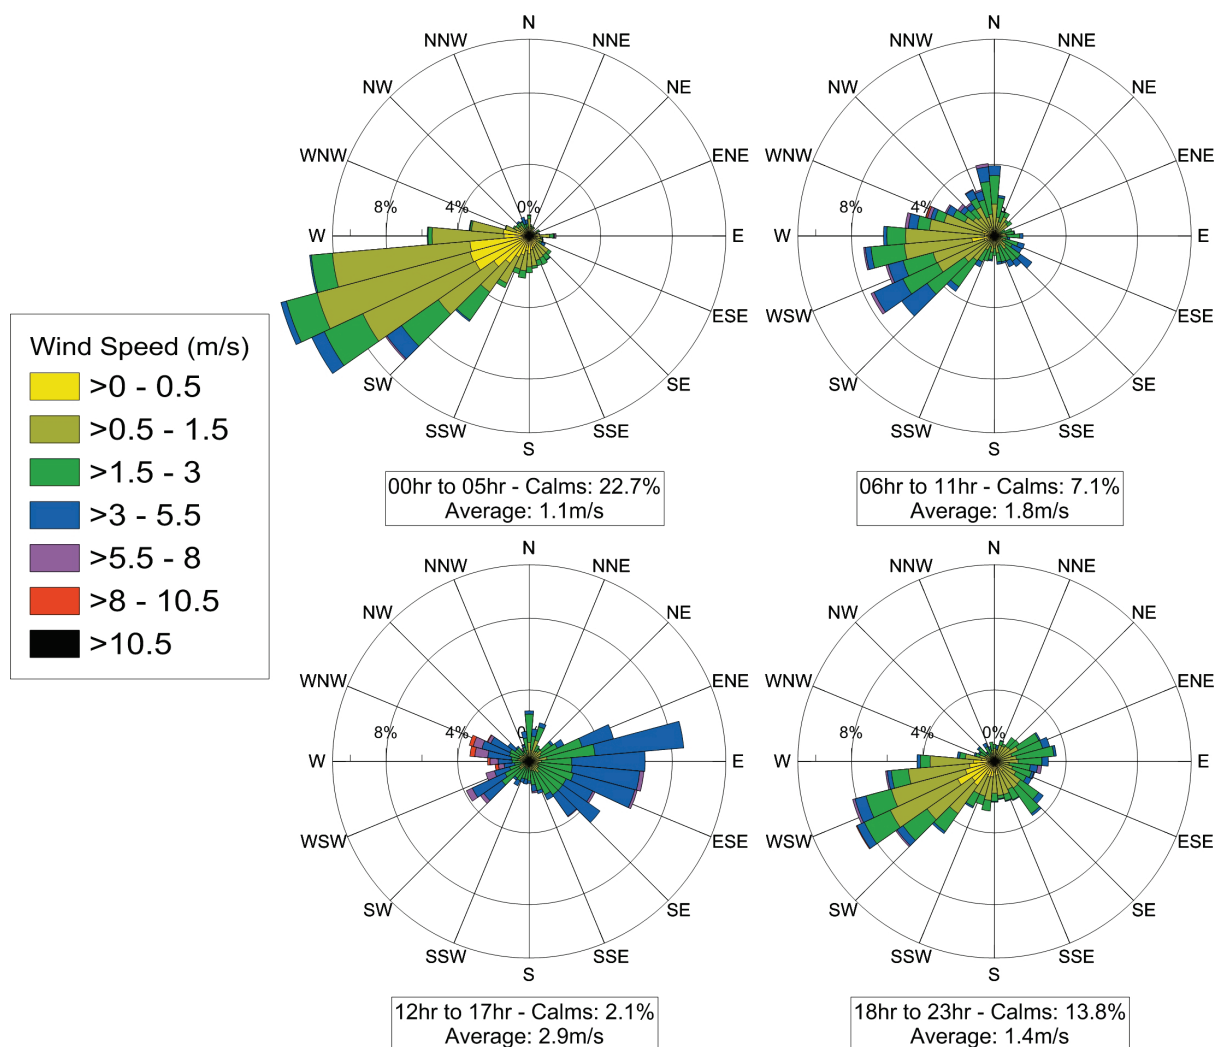 N
NNW
NNE
NW
NE
WNW
ENE
8%
4%
0%
W
E
WSW
ESE
SW
SE
SSW
SSE
S
00hr to 05hr - Calms: 22.7%
Average: 1.1m/s
N
NNW
NNE
NW
NE
WNW
ENE
8%
4%
W
E
WSW
ESE
SW
SE
SSW
SSE
S
06hr to 11hr - Calms: 7.1%
Average: 1.8m/s
Wind Speed (m/s)
>0 - 0.5
>0.5 - 1.5
>1.5 - 3
>3 - 5.5
>5.5 - 8
>8 - 10.5
>10.5
N
NNW
NNE
NW
NE
WNW
ENE
8%
4%
W
E
WSW
ESE
SW
SE
SSW
SSE
S
12hr to 17hr - Calms: 2.1%
Average: 2.9m/s
N
NNW
NNE
NW
NE
WNW
ENE
8%
4%
0%
W
E
WSW
ESE
SW
SE
SSW
SSE
S
18hr to 23hr - Calms: 13.8%
Average: 1.4m/s